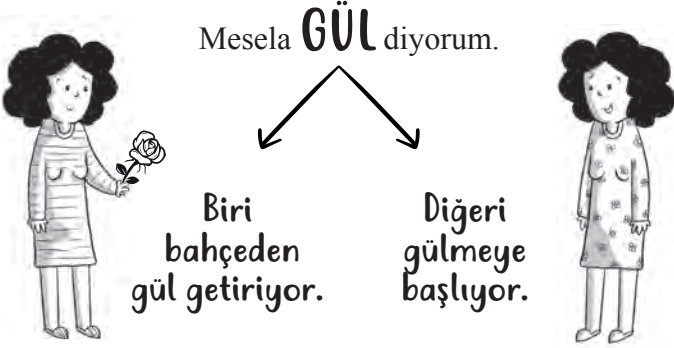 Mesela GÜL diyorum.
Biri
bahçeden
gül getiriyor.
Diğeri
gülmeye
başlıyor.